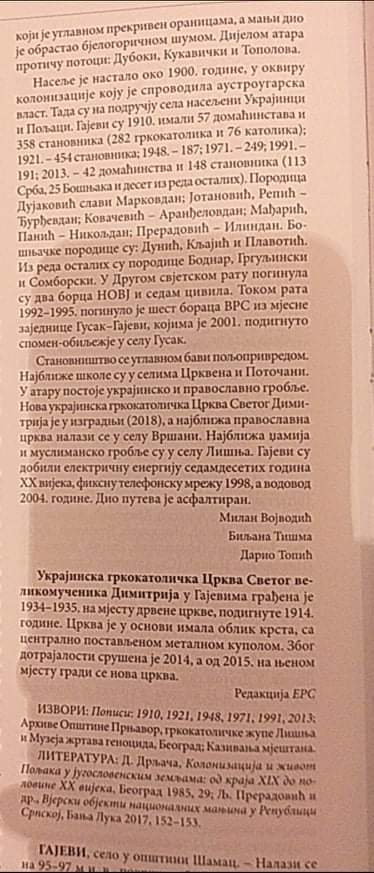 који је углавном прекривен ораницама, а мањи дио
је обрастао бјелогоричном шумом. Дијелом атара
протичу потоци: Дубоки, Кукавички и Тополова.
Насеље је настало око 1900. године, у оквиру
колонизације коју је спроводила аустроугарска
власт. Тада су на подручју села насељени Украјинци
и Пољаци. Гајеви су 1910. имали 57 домаћинстава и
358 становника (282 гркокатолика и 76 католика);
1921. – 454 становника; 1948. – 187; 1971. – 249; 1991. –
191; 2013. – 42 домаћинства и 148 становника (113
Срба, 25 Бошњака и десет из реда осталих). Породица
Дујаковић слави Марковдан; Јотановић, Репић –
Ђурђевдан; Ковачевић – Аранђеловдан; Мађарић,
Панић – Никољдан; Прерадовић – Илиндан. Бо-
шњачке породице су: Дунић, Кљајић и Плавотић.
Из реда осталих су породице Боднар, Гргуљински
и Сомборски. У Другом свјетском рату погинула
су два борца НОВЈ и седам цивила. Током рата
1992–1995. погинуло је шест бораца ВРС из мјесне
заједнице Гусак–Гајеви, којима је 2001. подигнуто
спомен-обиљежје у селу Гусак.
Становништво се углавном бави пољопривредом.
Најближе школе су у селима Црквена и Поточани.
У атару постоје украјинско и православно гробље.
Нова украјинска гркокатоличка Црква Светог Дими-
трија је у изградњи (2018), а најближа православна
црква налази се у селу Вршани. Најближа џамија
и муслиманско гробље су у селу Лишња. Гајеви су
добили електричну енергију седамдесетих година
XX вијека, фиксну телефонску мрежу 1998, а водовод
2004. године. Дио путева је асфалтиран.
Милан Војводић
Биљана Тишма
Дарио Топић
Украјинска гркокатоличка Црква Светог ве-
ликомученика Димитрија у Гајевима грађена је
1934–1935. на мјесту дрвене цркве, подигнуте 1914.
године. Црква је у основи имала облик крста, са
централно постављеном металном куполом. Због
дотрајалости срушена је 2014, а од 2015. на њеном
мјесту гради се нова црква.
Редакција ЕРС
ИЗВОРИ: Пописи: 1910, 1921, 1948, 1971, 1991, 2013;
Архиве Општине Прњавор, гркокатоличке жупе Лишња
и Музеја жртава геноцида, Београд; Казивања мјештана.
ЛИТЕРАТУРА: Д. Дрљача, Колонизација и живот
Пољака у југословенским земљама: од краја XIX до по-
ловине XX вијека, Београд 1985, 29; Љ. Прерадовић и
др., Вјерски објекти националних мањина у Републици
Српској, Бања Лука 2017, 152–153.
ГАЈЕВИ, село у општини Шамац. – Налази се
на 95–97 м н. в.